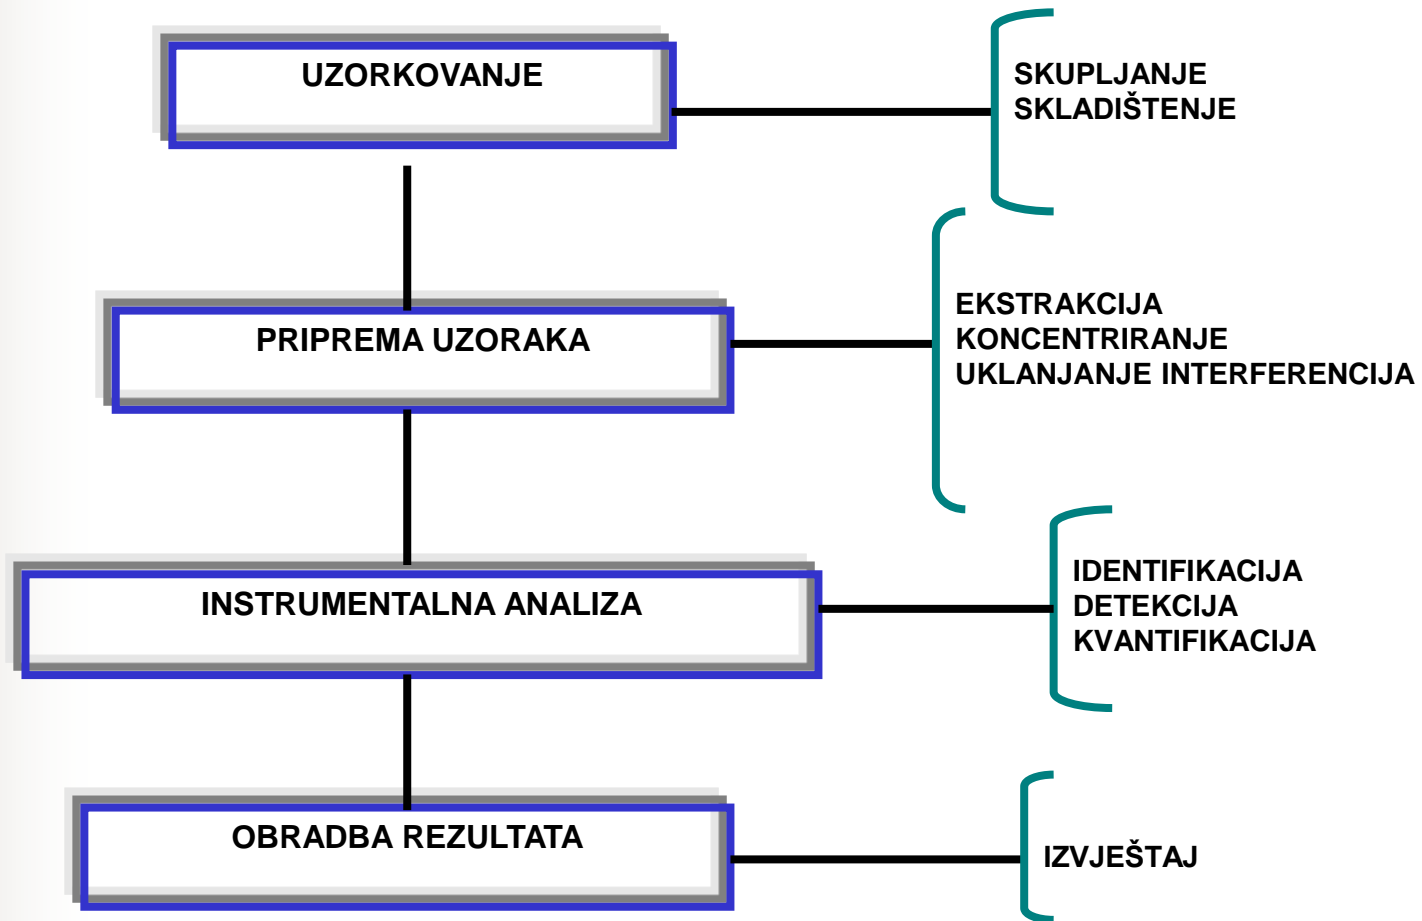 UZORKOVANJE
SKUPLJANJE
SKLADIŠTENJE
PRIPREMA UZORAKA
EKSTRAKCIJA
KONCENTRIRANJE
UKLANJANJE INTERFERENCIJA
INSTRUMENTALNA ANALIZA
IDENTIFIKACIJA
DETEKCIJA
KVANTIFIKACIJA
OBRADBA REZULTATA
IZVJEŠTAJ